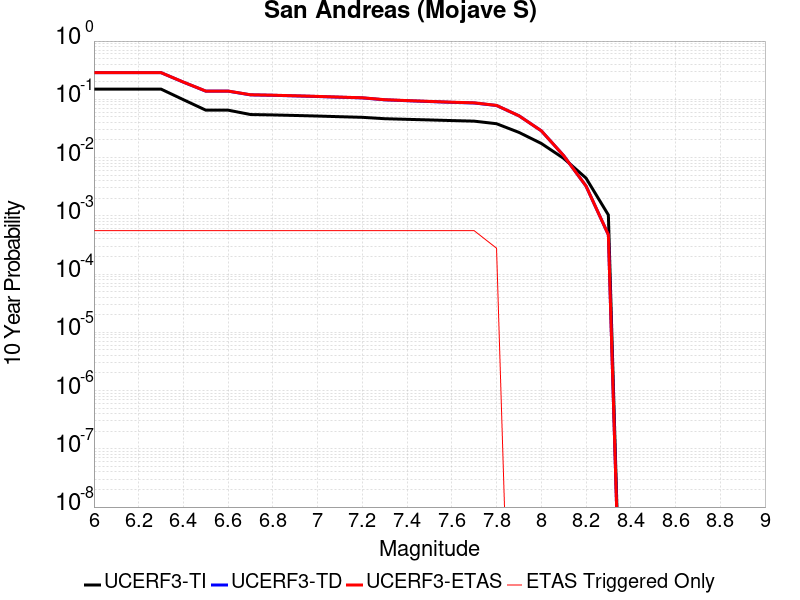 San Andreas (Mojave S)
10^0
10^-1
10^-2
10^-3
10^-4
10^-5
10^-6
10^-7
10^-8
10 Year Probability
6 6.2 6.4 6.6 6.8 7 7.2 7.4 7.6 7.8 8 8.2 8.4 8.6 8.8 9
Magnitude
UCERF3-TI UCERF3-TD UCERF3-ETAS ETAS Triggered Only